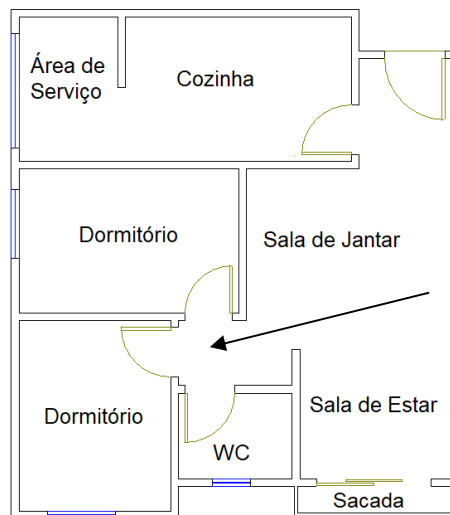 Área de
Serviço
Cozinha
Dormitório
Sala de Jantar
Dormitório
Sala de Estar
WC
Sacada